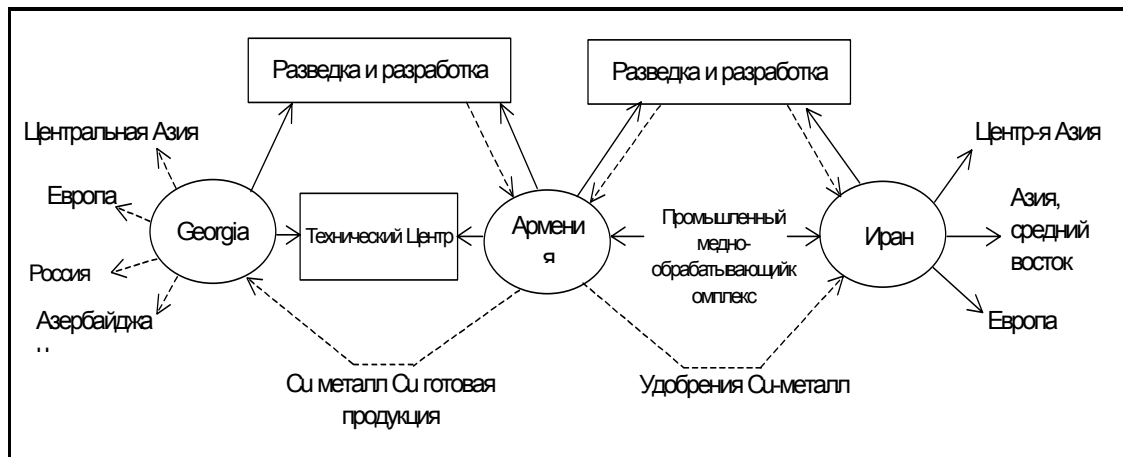 Разведка и разработка
Разведка и разработка
Центральная Азия
Европа
Россия
Азербайджа
Georgia
Технический Центр
Армени
я
Промышленный
медно-
обрабатывающийк
омплекс
Иран
Центр-я Азия
Азия,
средний
восток
Европа
Cu металл Cu готовая
продукция
Удобрения Cu-металл